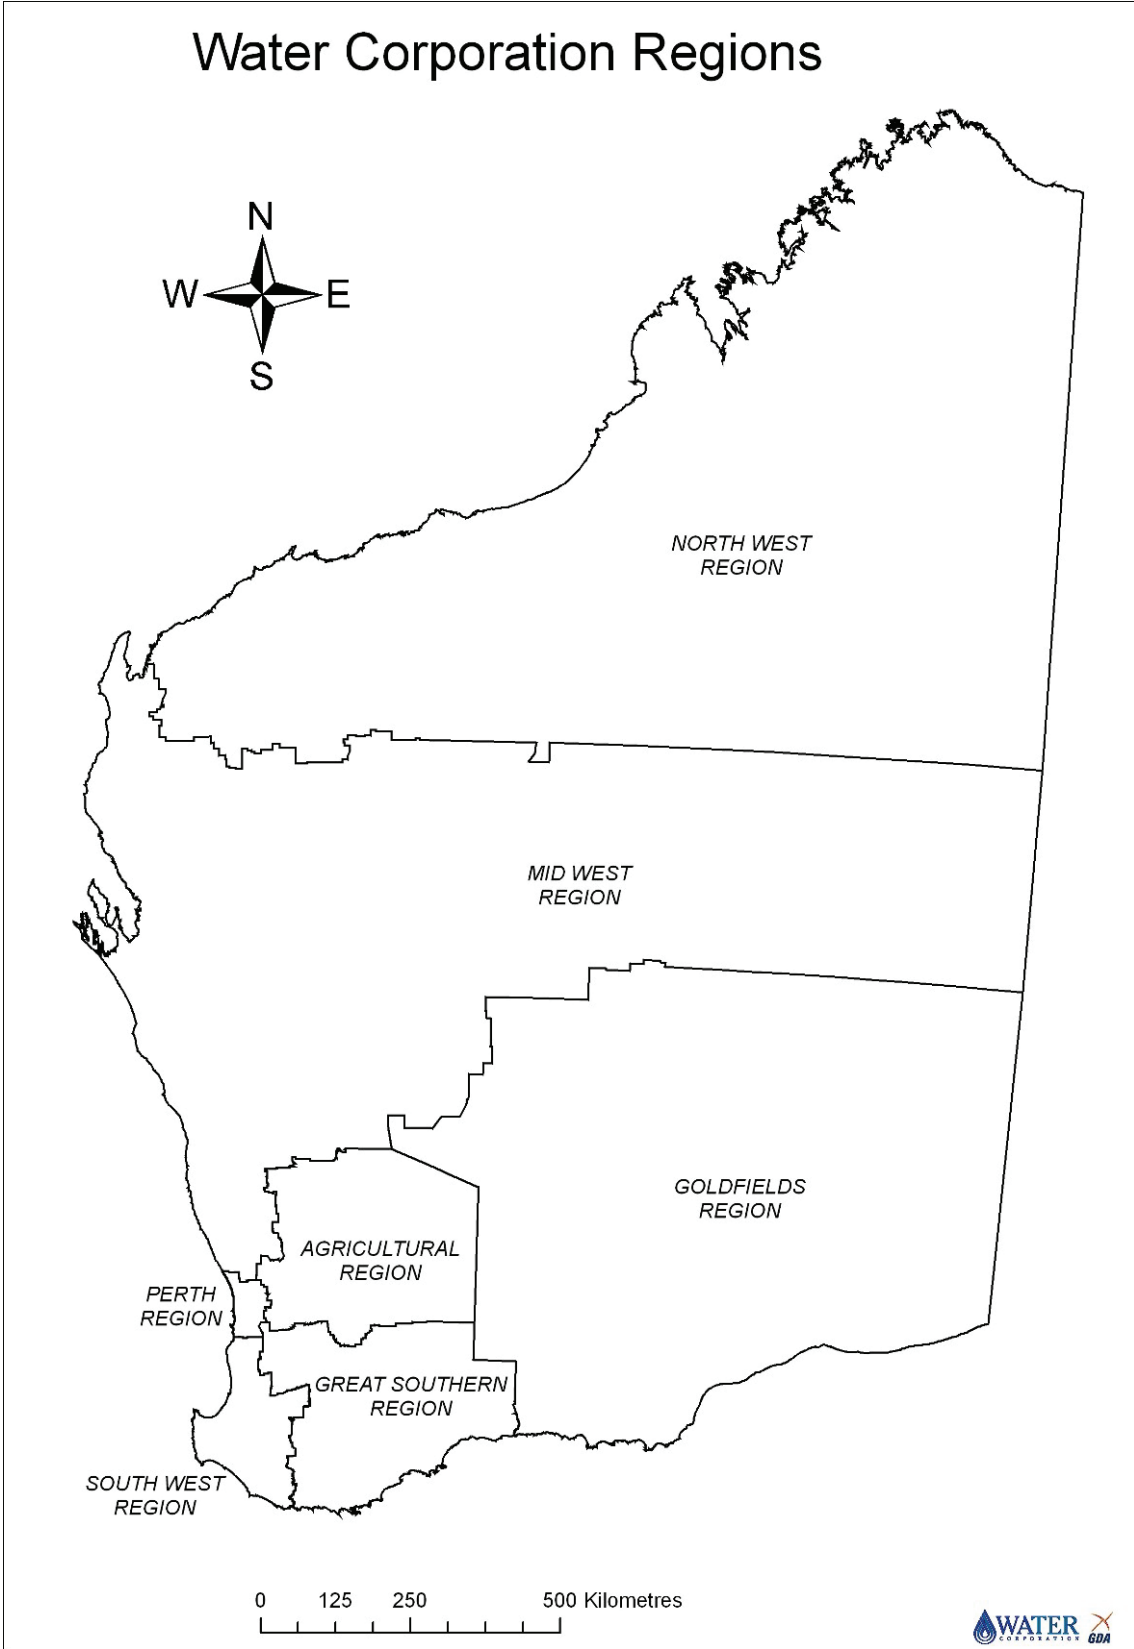 Water Corporation Regions
N
W
E
S
NORTH WEST
REGION
MID WEST
REGION
GOLDFIELDS
REGION
AGRICULTURAL
REGION
PERTH
REGION
GREAT SOUTHERN
REGION
SOUTH WEST
REGION
0 125 250 500 Kilometres
WATER
CORPORATION
GDA